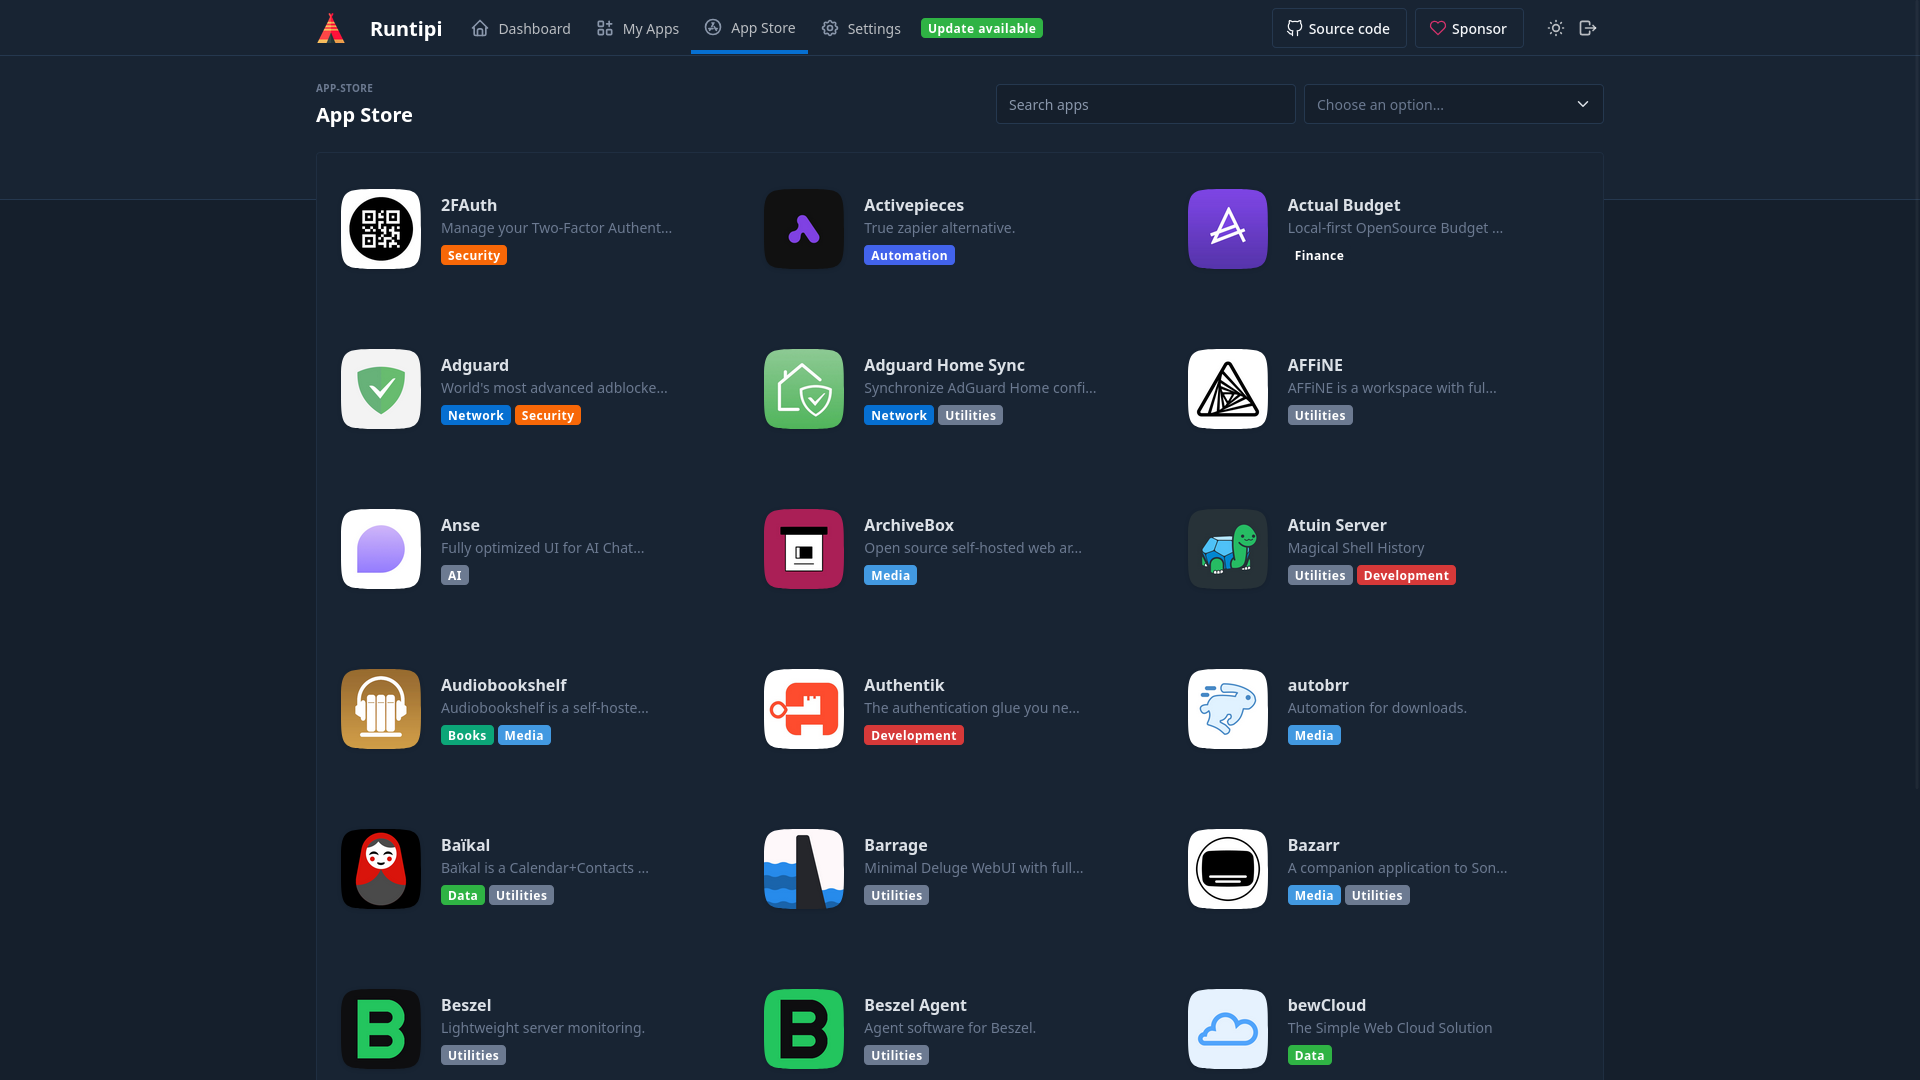 Runtipi
Dashboard
My Apps
App Store
Settings
Update available
Source code
Sponsor
APP-STORE
App Store
Search apps
Choose an option...
2FAuth
Manage your Two-Factor Authent...
Security
Activepieces
True zapier alternative.
Automation
Actual Budget
Local-first OpenSource Budget ...
Finance
Adguard
World's most advanced adblocke...
Network Security
Adguard Home Sync
Synchronize AdGuard Home confi...
Network Utilities
AFFiNE
AFFiNE is a workspace with ful...
Utilities
Anse
Fully optimized UI for AI Chat...
AI
ArchiveBox
Open source self-hosted web ar...
Media
Atuin Server
Magical Shell History
Utilities Development
Audiobookshelf
Audiobookshelf is a self-hoste...
Books Media
Authentik
The authentication glue you ne...
Development
autobrr
Automation for downloads.
Media
Baïkal
Baïkal is a Calendar+Contacts ...
Data Utilities
Barrage
Minimal Deluge WebUI with full...
Utilities
Bazarr
A companion application to Son...
Media Utilities
Beszel
Lightweight server monitoring.
Utilities
Beszel Agent
Agent software for Beszel.
Utilities
bewCloud
The Simple Web Cloud Solution
Data